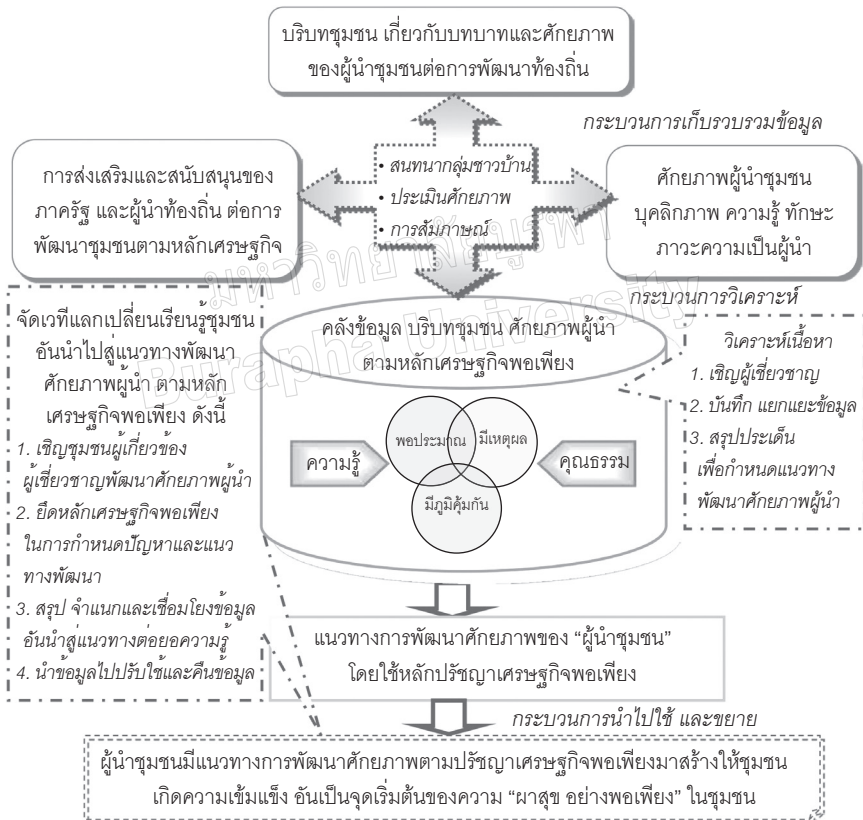 บริบทชุมชน เกี่ยวกับบทบาทและศักยภาพ
ของผู้นำชุมชนต่อการพัฒนาท้องถิ่น
กระบวนการเก็บรวบรวมข้อมูล
การส่งเสริมและสนับสนุนของ
ภาครัฐ และผู้นำท้องถิ่น ต่อการ
พัฒนาชุมชนตามหลักเศรษฐกิจ
• สนทนากลุ่มชาวบ้าน
• ประเมินศักยภาพ
• การสัมภาษณ์
ศักยภาพผู้นำชุมชน
บุคลิกภาพ ความรู้ ทักษะ
ภาวะความเป็นผู้นำ
มหาวิทยาลัยบูรพา
Burapha University
กระบวนการวิเคราะห์
จัดเวทีแลกเปลี่ยนเรียนรู้ชุมชน
อันนำไปสู่แนวทางพัฒนา
ศักยภาพผู้นำ ตามหลัก
เศรษฐกิจพอเพียง ดังนี้
1. เชิญชุมชนผู้เกี่ยวข้อง
ผู้เชี่ยวชาญพัฒนาศักยภาพผู้นำ
2. ยึดหลักเศรษฐกิจพอเพียง
ในการกำหนดปัญหาและแนว
ทางพัฒนา
3. สรุป จำแนกและเชื่อมโยงข้อมูล
อันนำสู่แนวทางต่อยอดความรู้
4. นำข้อมูลไปปรับใช้และคืนข้อมูล
คลังข้อมูล บริบทชุมชน ศักยภาพผู้นำ
ตามหลักเศรษฐกิจพอเพียง
ความรู้
พอประมาณ
มีเหตุผล
มีภูมิคุ้มกัน
คุณธรรม
วิเคราะห์เนื้อหา
1. เชิญผู้เชี่ยวชาญ
2. บันทึก แยกแยะข้อมูล
3. สรุปประเด็น
เพื่อกำหนดแนวทาง
พัฒนาศักยภาพผู้นำ
แนวทางการพัฒนาศักยภาพของ “ผู้นำชุมชน”
โดยใช้หลักปรัชญาเศรษฐกิจพอเพียง
กระบวนการนำไปใช้ และขยาย
ผู้นำชุมชนมีแนวทางการพัฒนาศักยภาพตามปรัชญาเศรษฐกิจพอเพียงมาสร้างให้ชุมชน
เกิดความเข้มแข็ง อันเป็นจุดเริ่มต้นของความ “ผาสุข อย่างพอเพียง” ในชุมชน